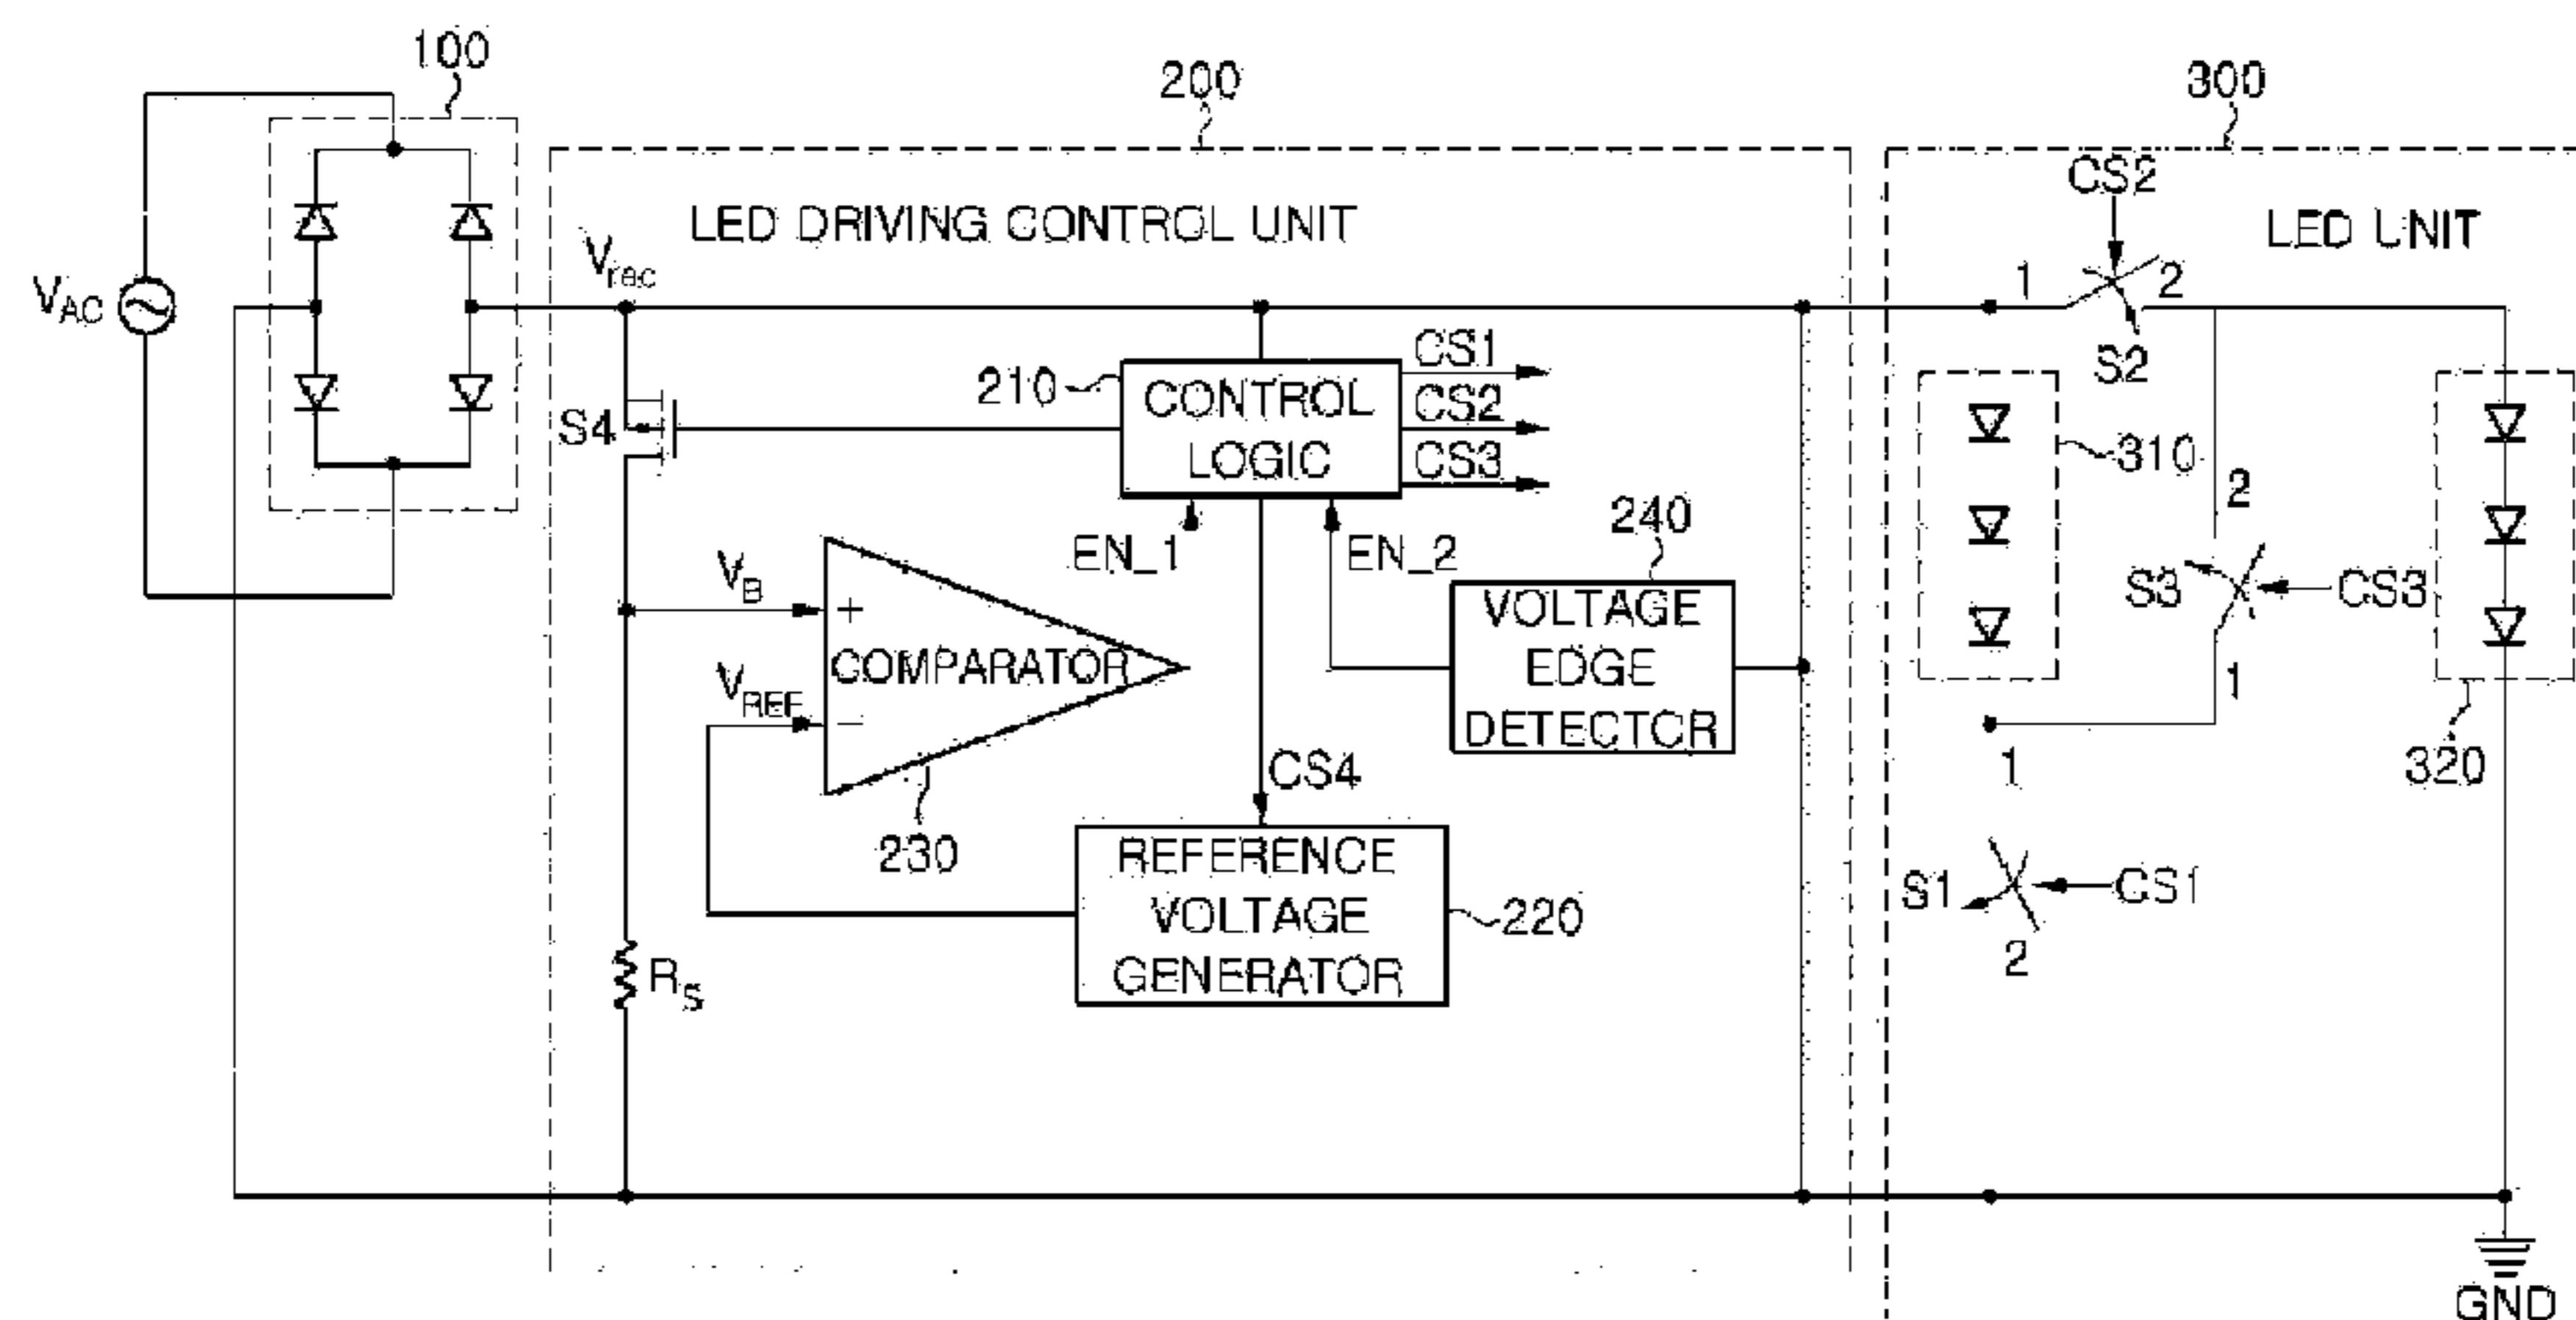 100
200
300
CS2
LED DRIVING CONTROL UNIT
LED UNIT
Vrec
1
2
VAC
S2
CS1
210
CONTROL
LOGIC
CS2
S4
CS3
310
2
240
EN_1
EN_2
VB
+
VOLTAGE
EDGE
DETECTOR
S3
CS3
COMPARATOR
VREF
−
1
1
320
CS4
230
REFERENCE
VOLTAGE
GENERATOR
220
S1
CS1
2
RS
GND